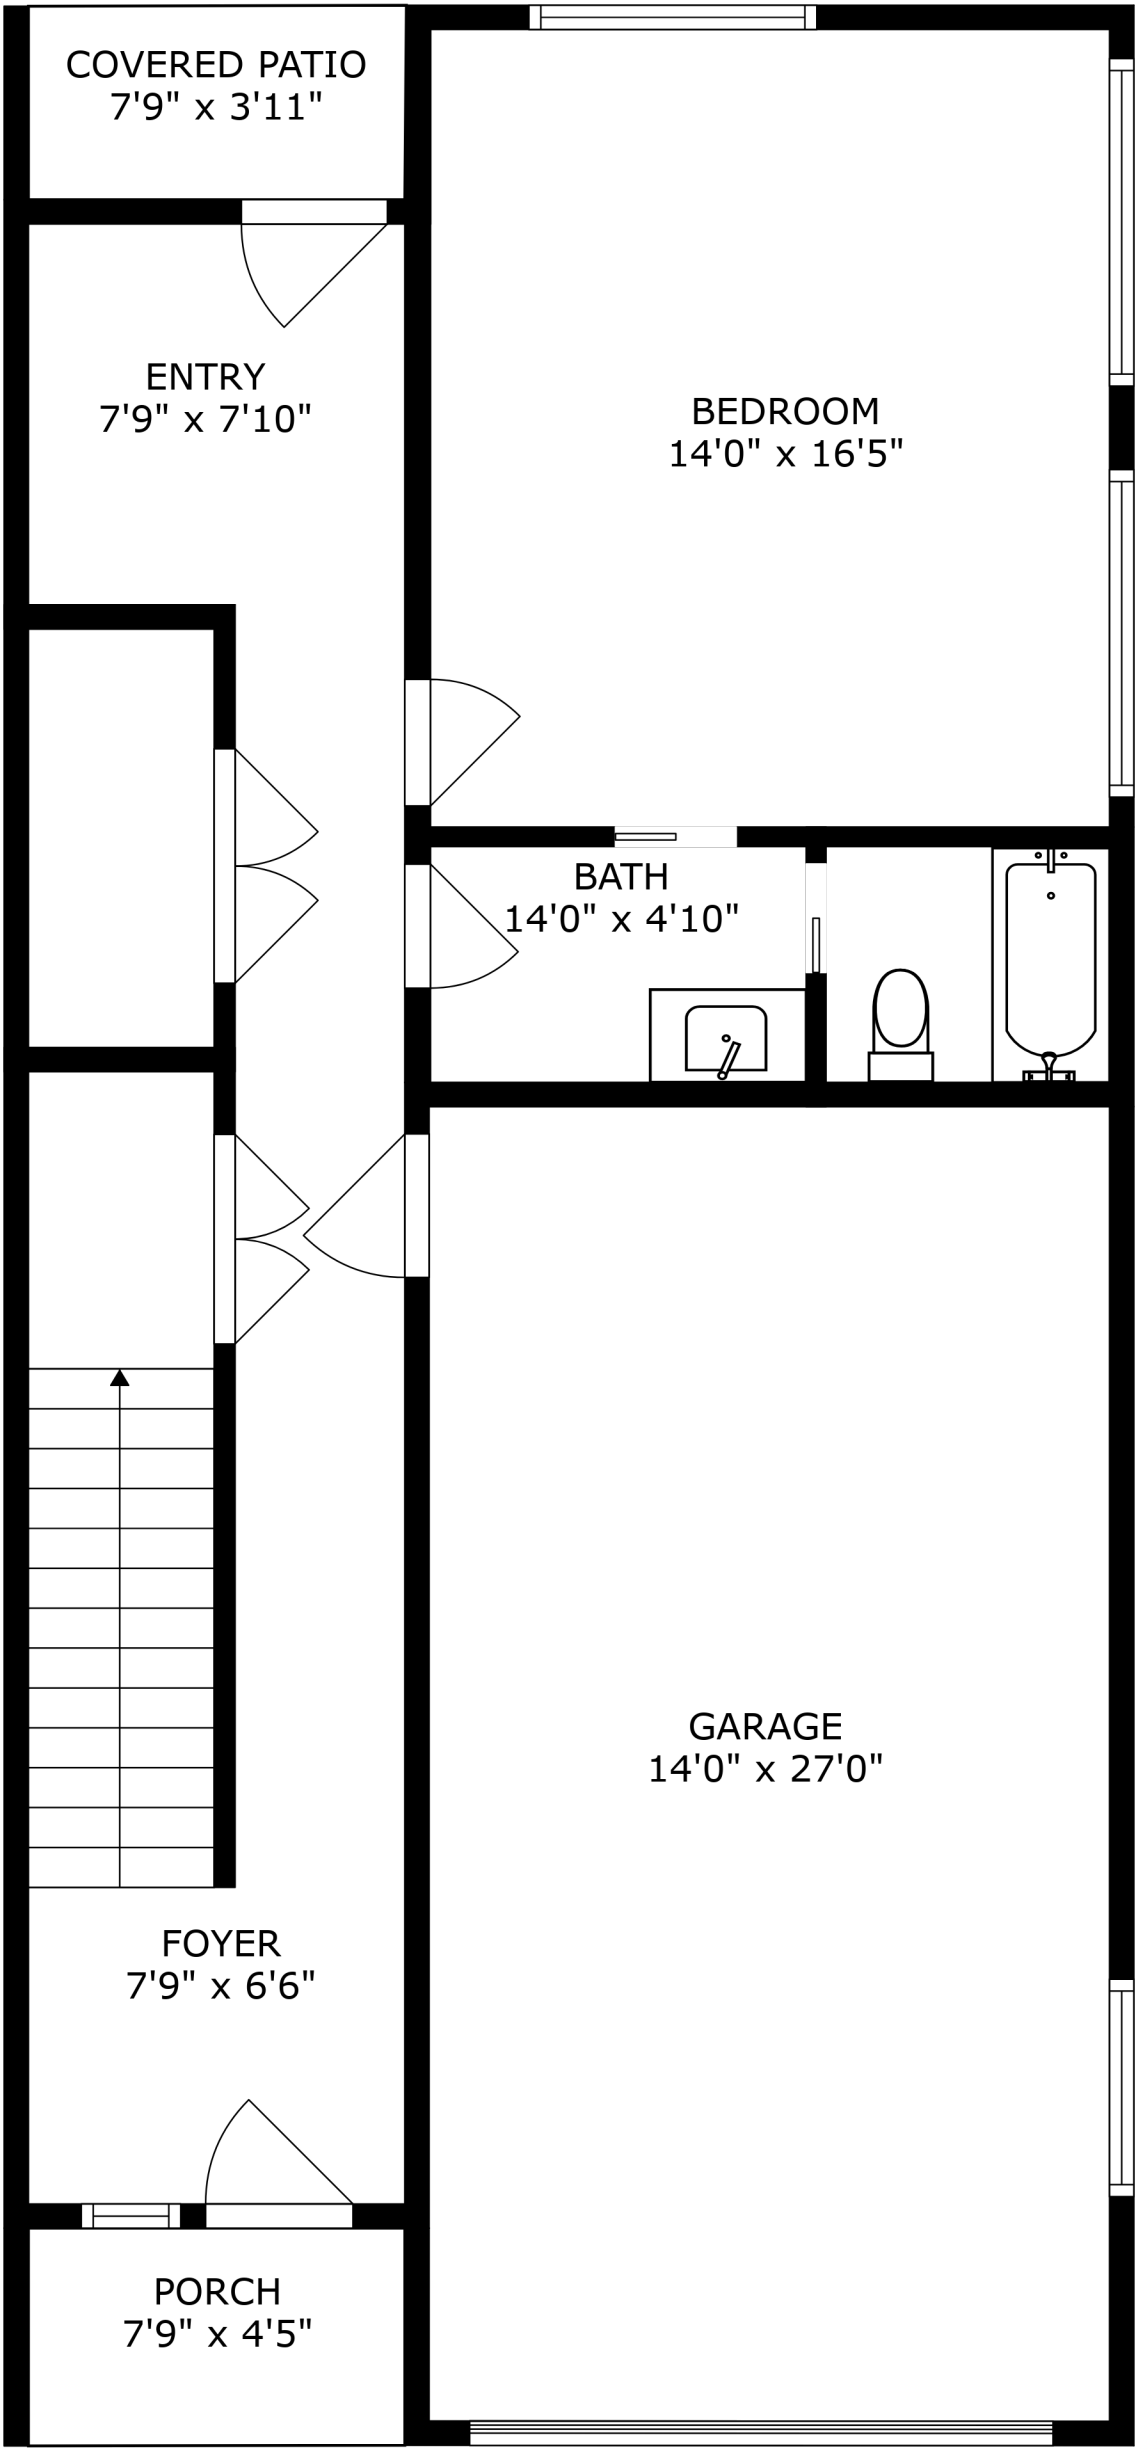 COVERED PATIO
7'9" x 3'11"
ENTRY
7'9" x 7'10"
BEDROOM
14'0" x 16'5"
BATH
14'0" x 4'10"
GARAGE
14'0" x 27'0"
FOYER
7'9" x 6'6"
PORCH
7'9" x 4'5"